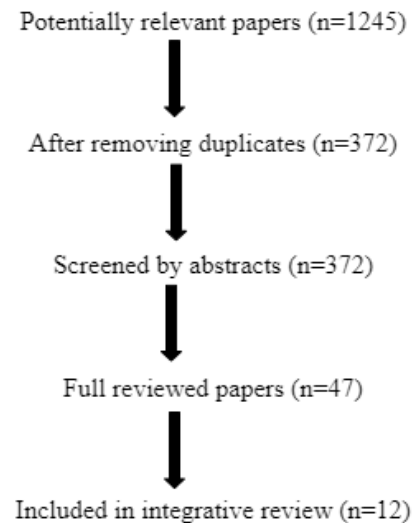 Potentially relevant papers (n=1245)
After removing duplicates (n=372)
Screened by abstracts (n=372)
Full reviewed papers (n=47)
Included in integrative review (n=12)